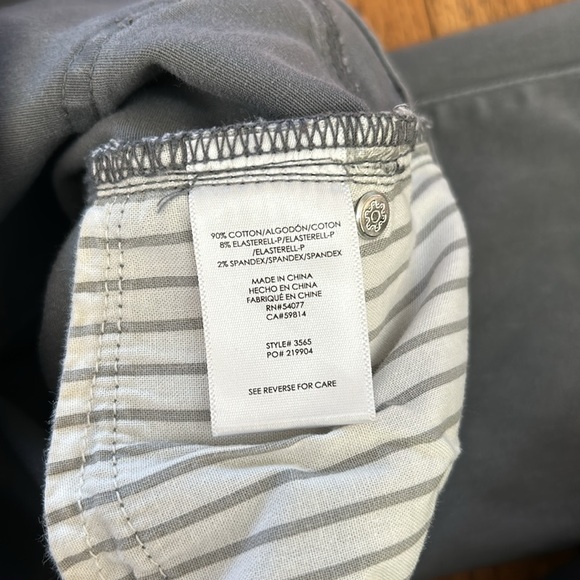 90% COTTON/ALGODÓN/COTON
8% ELASTERELL-P/ELASTERELL-P
/ELASTERELL-P
2% SPANDEX/SPANDEX/SPANDEX
MADE IN CHINA
HECHO EN CHINA
FABRIQUÉ EN CHINE
RN#54077
CA#59814
STYLE# 3565
PO# 219904
SEE REVERSE FOR CARE